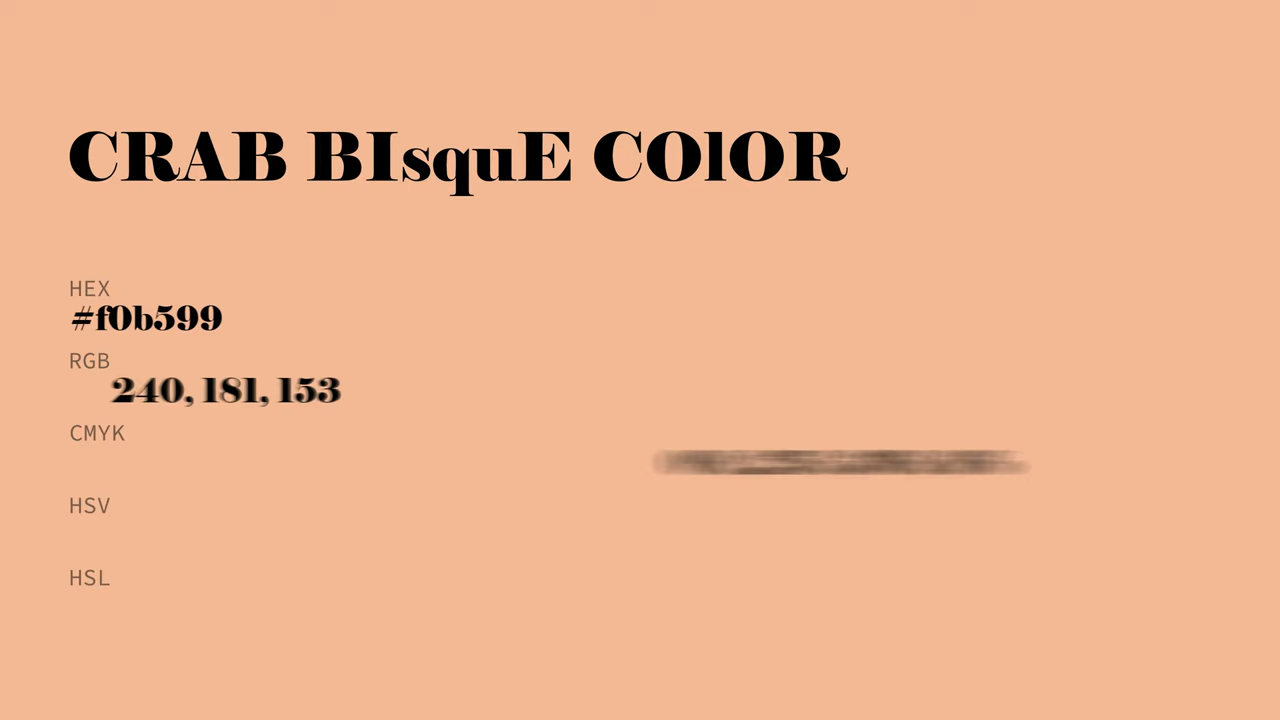 CRAB BIsquE COlOR
HEX
#f0b599
RGB
240, 181, 153
CMYK
HSV
HSL